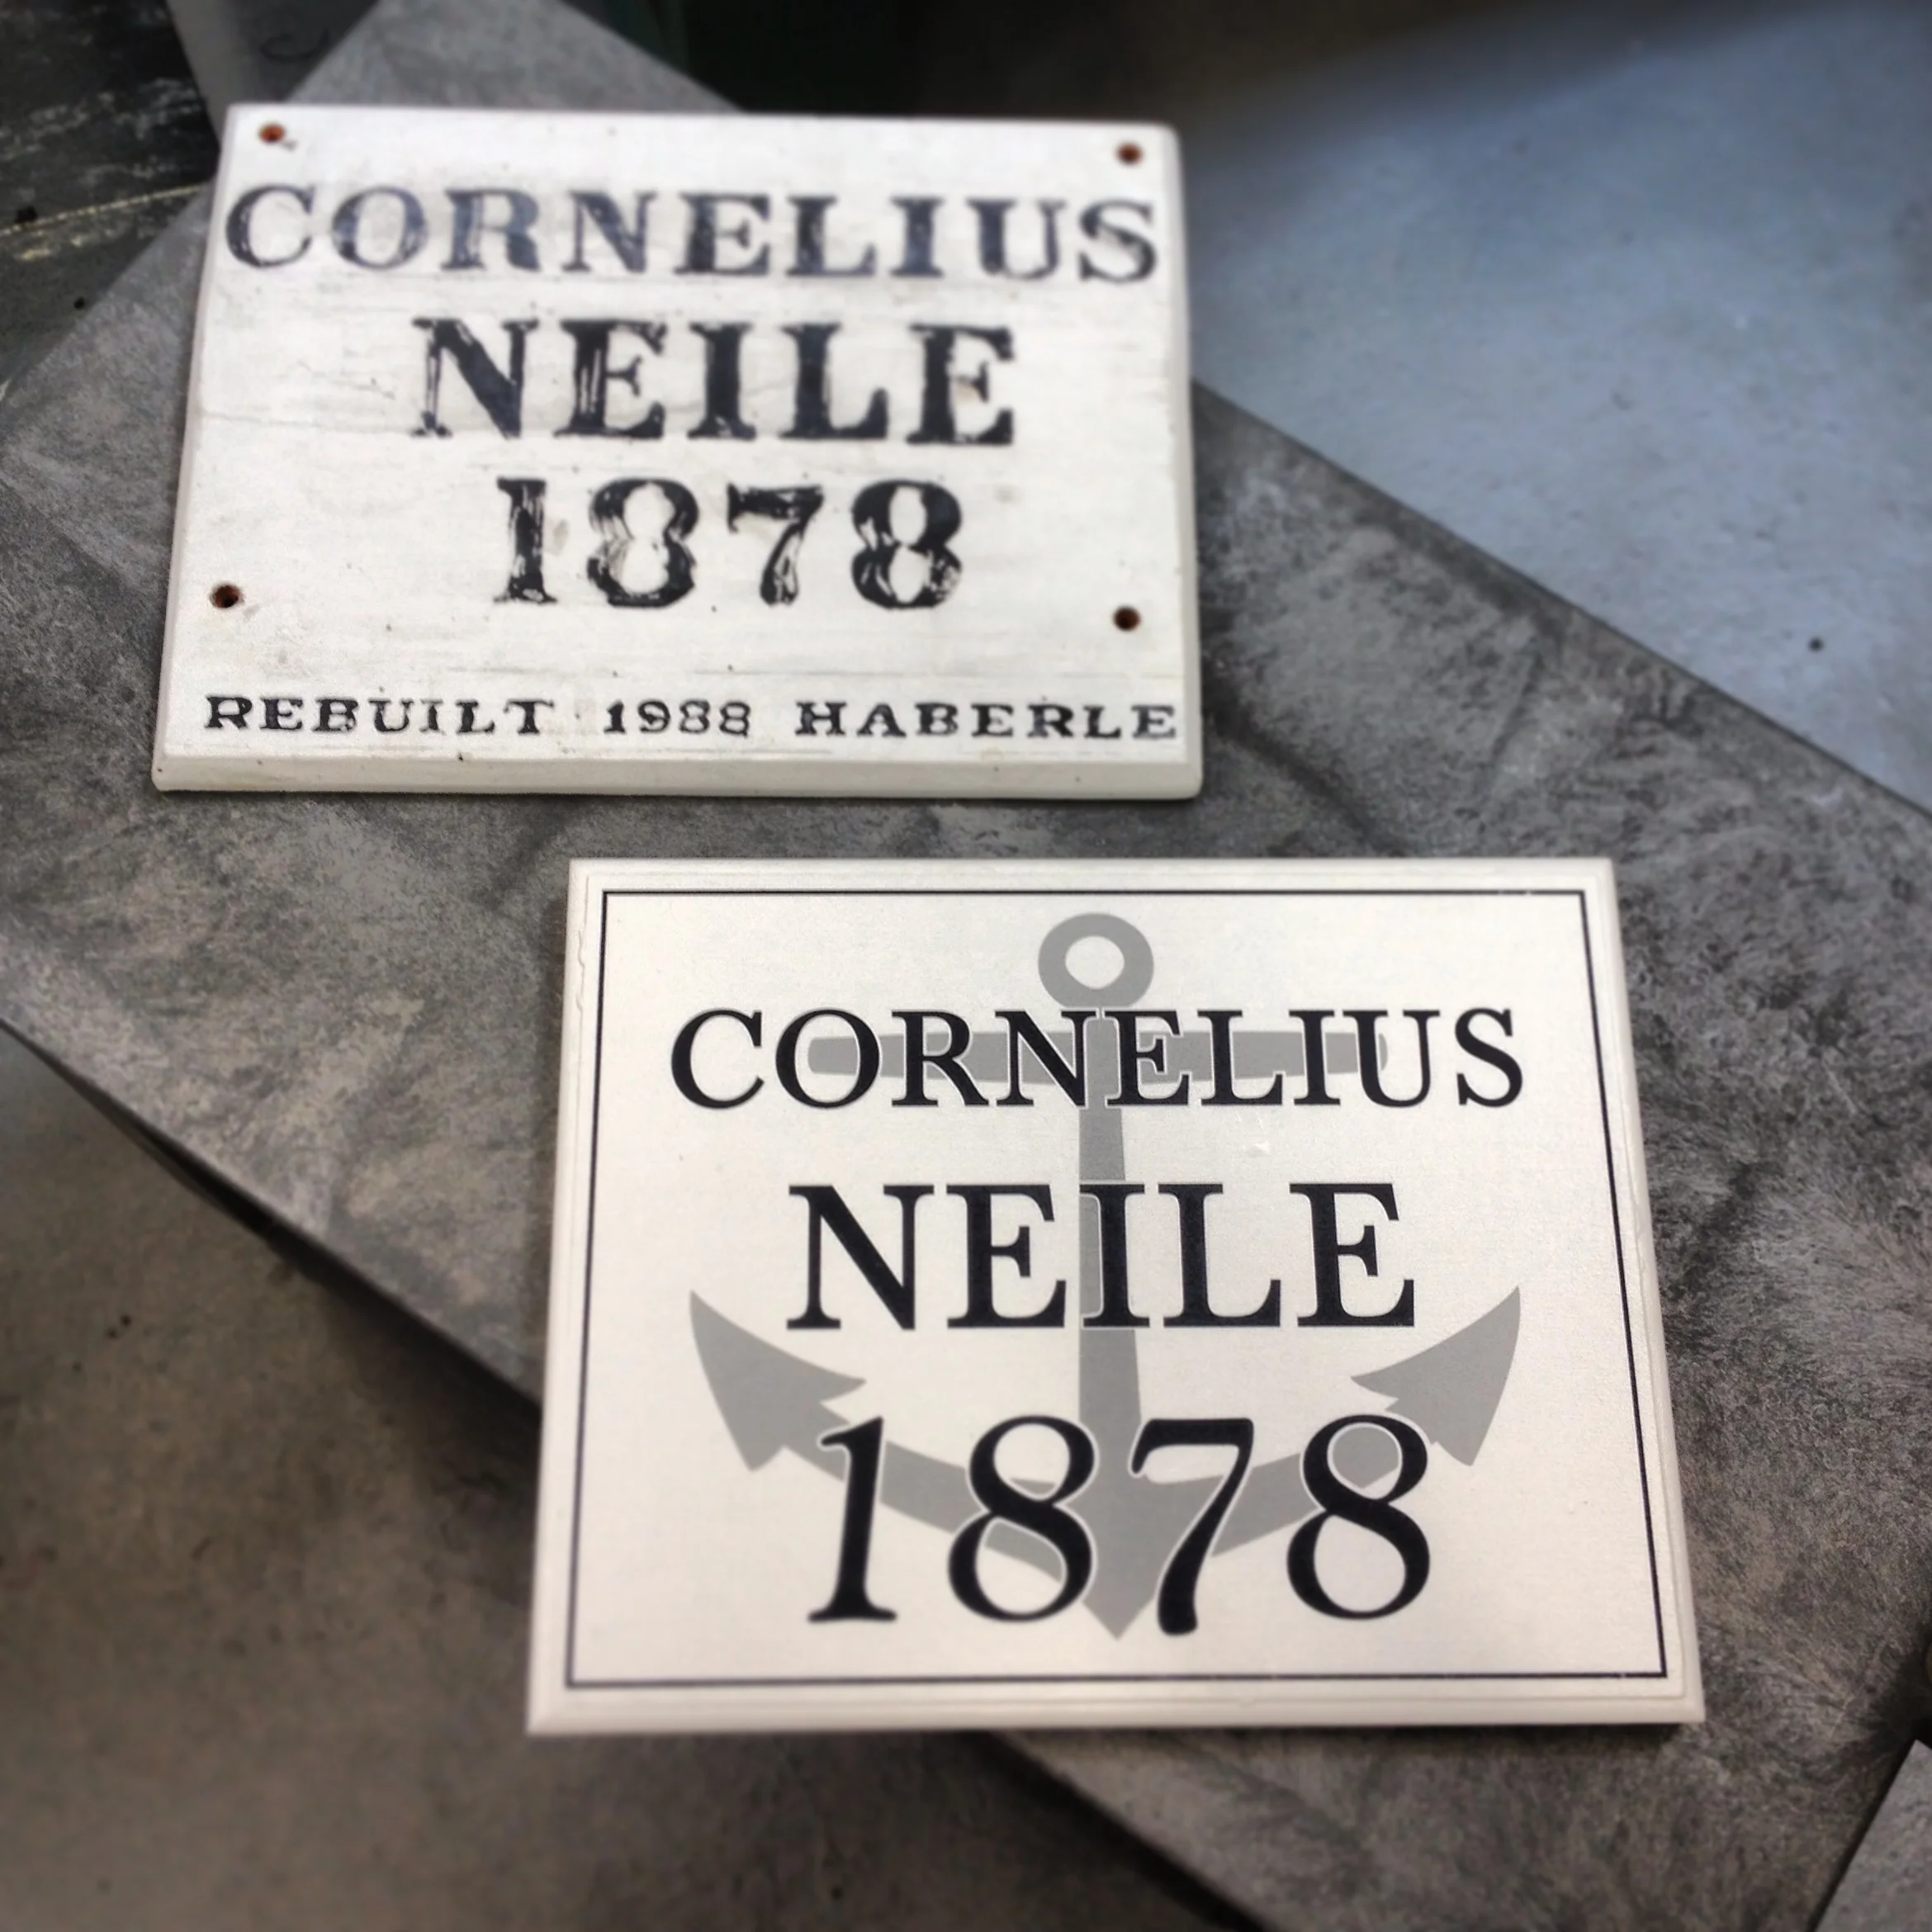 CORNELIUS
NEILE
1878
REBUILT 1988 HABERLE
CORNELIUS
NEILE
1878